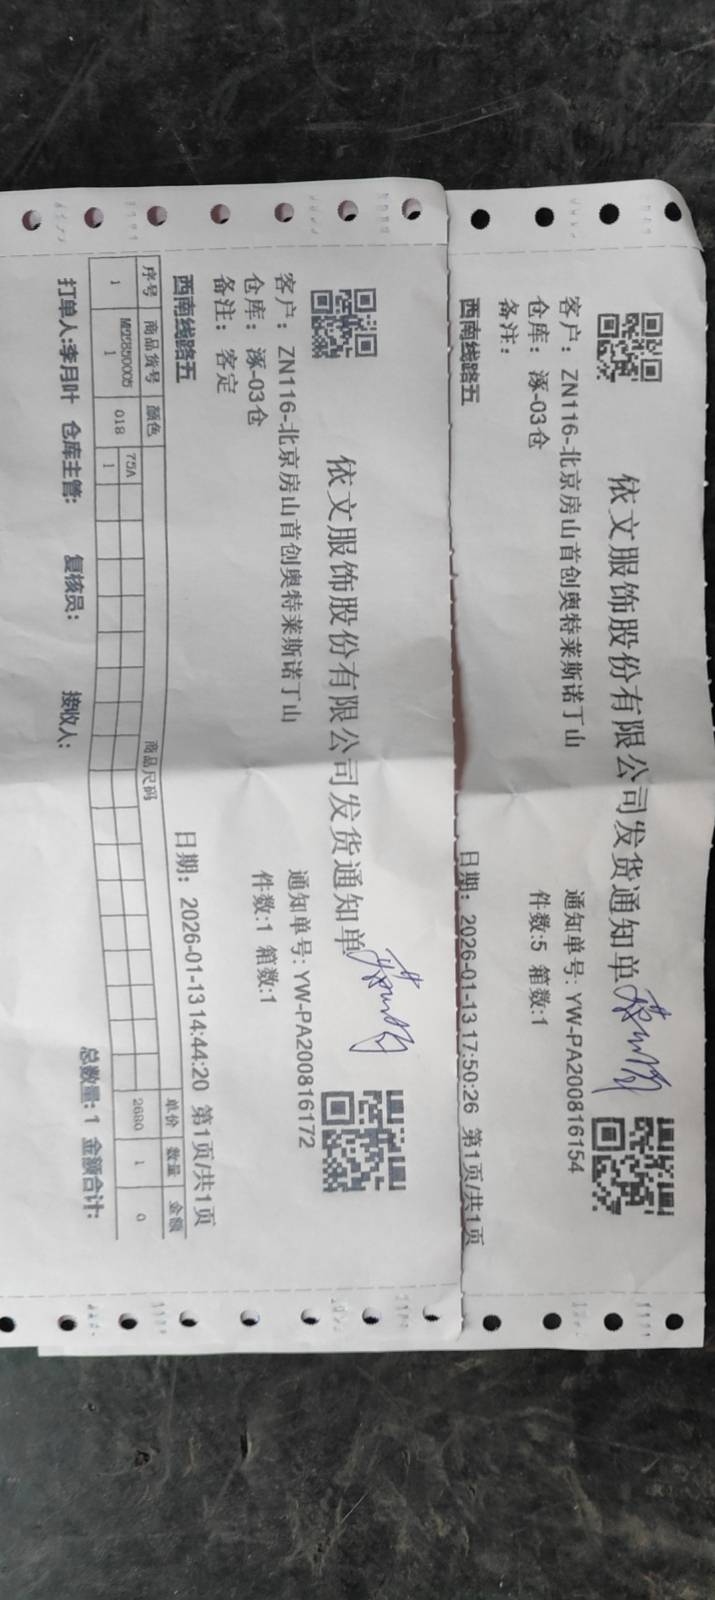 依文服饰股份有限公司发货通知单
客户：ZN116-北京房山首创奥特莱斯诺丁山
通知单号: YW-PA200816154
仓库：涿-03仓
件数:5 箱数:1
备注：
西南线路五
日期：2026-01-13 17:50:26 第1页/共1页
依文服饰股份有限公司发货通知单
客户：ZN116-北京房山首创奥特莱斯诺丁山
通知单号: YW-PA200816172
仓库：涿-03仓
件数:1 箱数:1
备注：客定
西南线路五
日期：2026-01-13 14:44:20 第1页/共1页
序号 商品货号 颜色 商品尺码 单价 数量 金额
75A
1 018 1 2680 1 0
总数量: 1 金额合计:
打单人:李月叶 仓库主管: 复核员: 接收人: